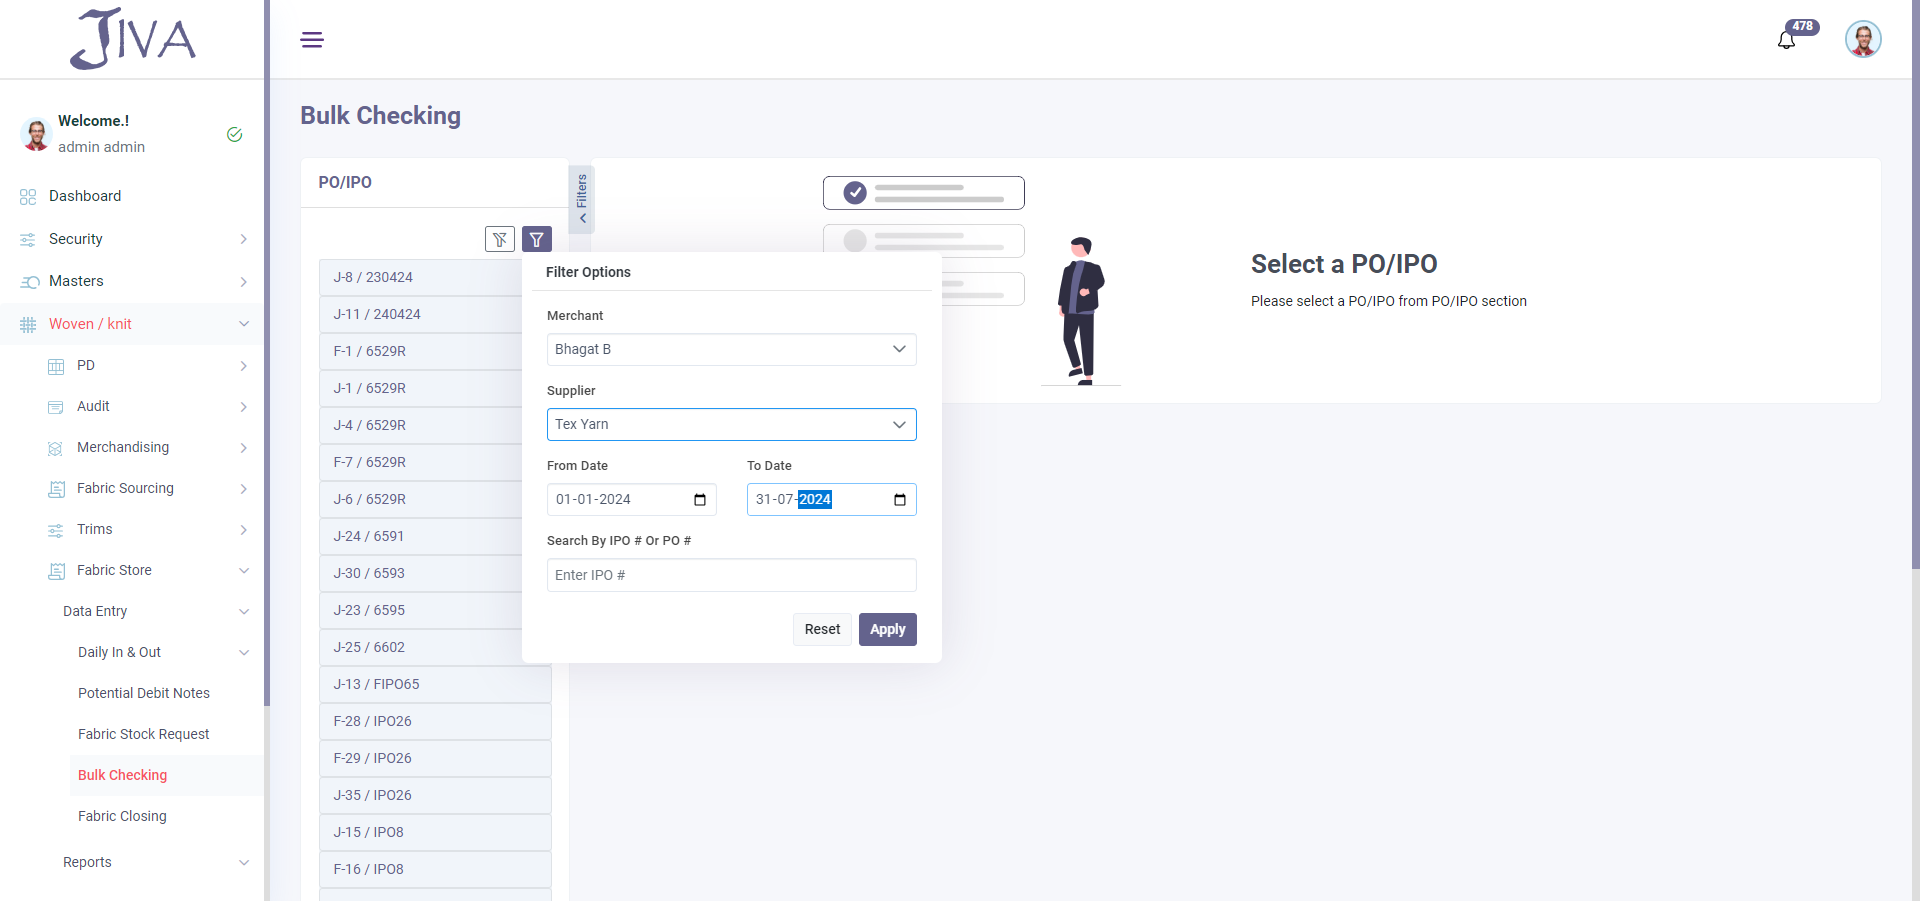 JIVA
478
Welcome.!
admin admin
Dashboard
Security
Masters
Woven / knit
PD
Audit
Merchandising
Fabric Sourcing
Trims
Fabric Store
Data Entry
Daily In & Out
Potential Debit Notes
Fabric Stock Request
Bulk Checking
Fabric Closing
Reports
Bulk Checking
PO/IPO
Filters
J-8 / 230424
J-11 / 240424
F-1 / 6529R
J-1 / 6529R
J-4 / 6529R
F-7 / 6529R
J-6 / 6529R
J-24 / 6591
J-30 / 6593
J-23 / 6595
J-25 / 6602
J-13 / FIPO65
F-28 / IPO26
F-29 / IPO26
J-35 / IPO26
J-15 / IPO8
F-16 / IPO8
Filter Options
Merchant
Bhagat B
Supplier
Tex Yarn
From Date To Date
01-01-2024 31-07-2024
Search By IPO # Or PO #
Enter IPO #
Reset Apply
Select a PO/IPO
Please select a PO/IPO from PO/IPO section